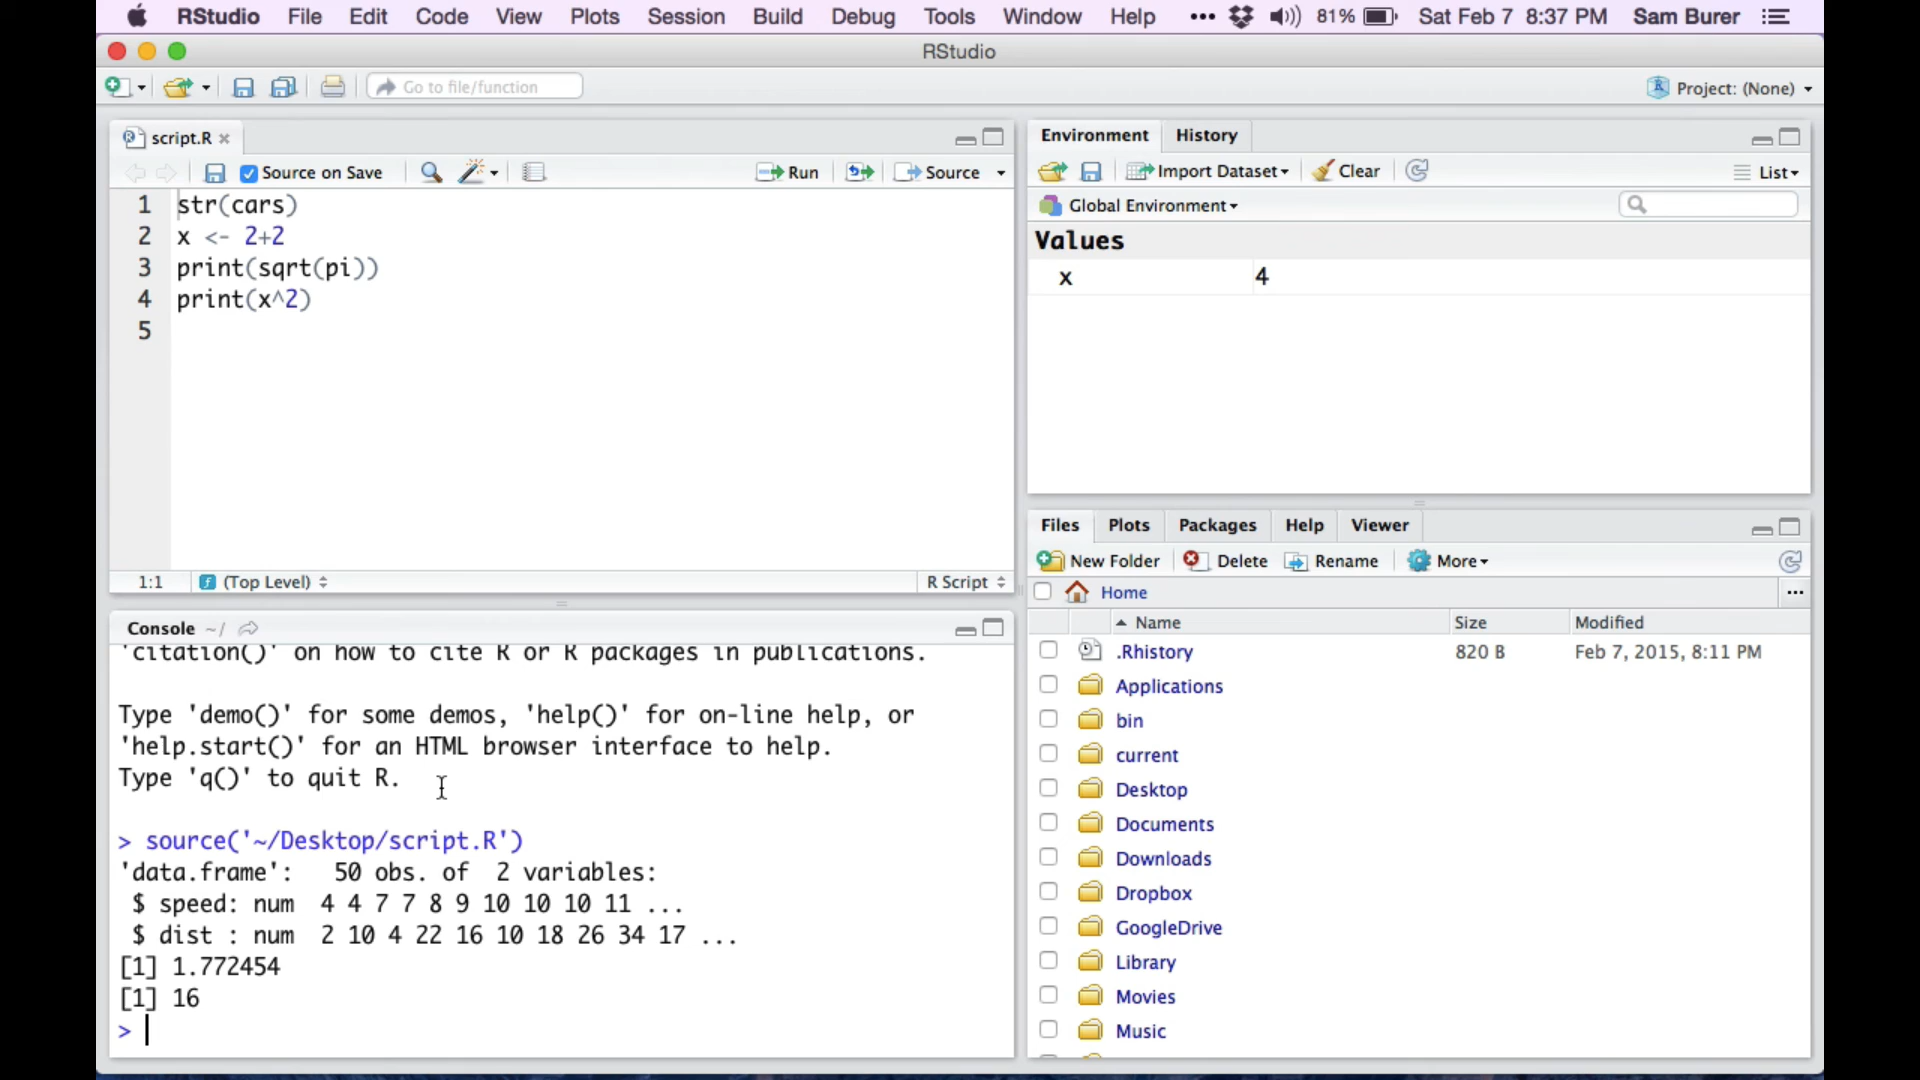 RStudio File Edit Code View Plots Session Build Debug Tools Window Help 81% Sat Feb 7 8:37 PM Sam Burer
RStudio
Go to file/function Project: (None)
script.R
Source on Save Run Source
1 str(cars)
2 x <- 2+2
3 print(sqrt(pi))
4 print(x^2)
5
1:1 (Top Level) R Script
Console ~/
'citation()' on how to cite R or R packages in publications.
Type 'demo()' for some demos, 'help()' for on-line help, or
'help.start()' for an HTML browser interface to help.
Type 'q()' to quit R.
> source('~/Desktop/script.R')
'data.frame': 50 obs. of 2 variables:
$ speed: num 4 4 7 7 8 9 10 10 10 11 ...
$ dist : num 2 10 4 22 16 10 18 26 34 17 ...
[1] 1.772454
[1] 16
>
Environment History
Import Dataset Clear List
Global Environment
Values
x 4
Files Plots Packages Help Viewer
New Folder Delete Rename More
Home ...
Name Size Modified
.Rhistory 820 B Feb 7, 2015, 8:11 PM
Applications
bin
current
Desktop
Documents
Downloads
Dropbox
GoogleDrive
Library
Movies
Music